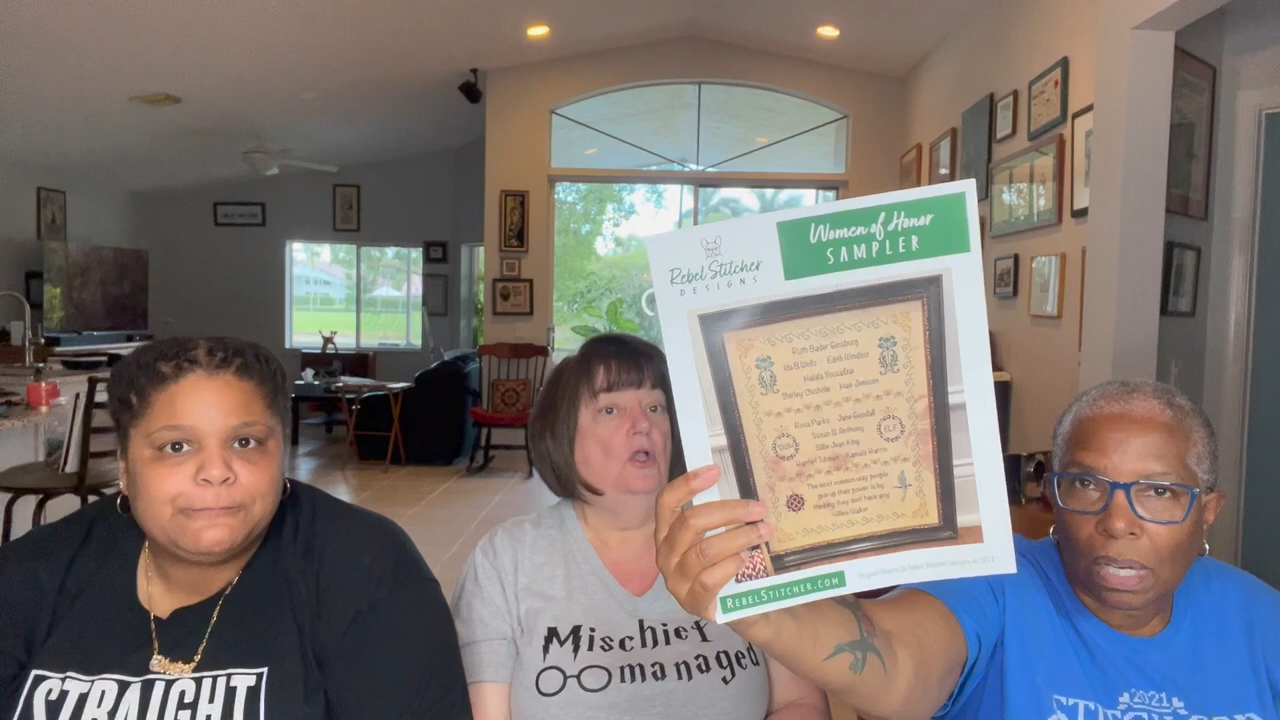 Women of Honor
SAMPLER
Rebel Stitcher
DESIGNS
Ruth Bader Ginsburg
Ida B Wells Edith Windsor
Malala Yousafzai
Shirley Chisholm Mae Jemison
Rosa Parks Jane Goodall
Susan B. Anthony
Billie Jean King
Harriet Tubman Kamala Harris
ELF
The most common way people
give up their power is by
thinking they don't have any
Alice Walker
REBELSTITCHER.COM
STRAIGHT
Mischief
managed
2021